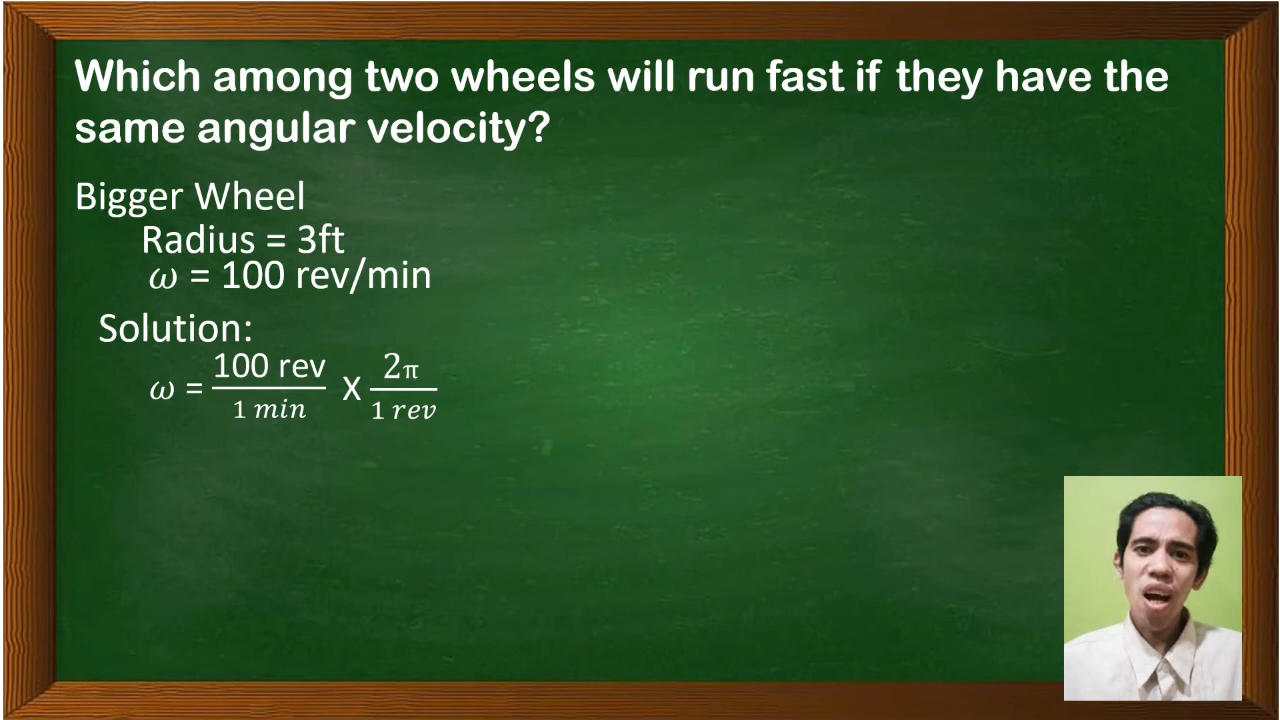 Which among two wheels will run fast if they have the
same angular velocity?
Bigger Wheel
Radius = 3ft
ω = 100 rev/min
Solution:
ω = 100 rev / 1 min X 2π / 1 rev